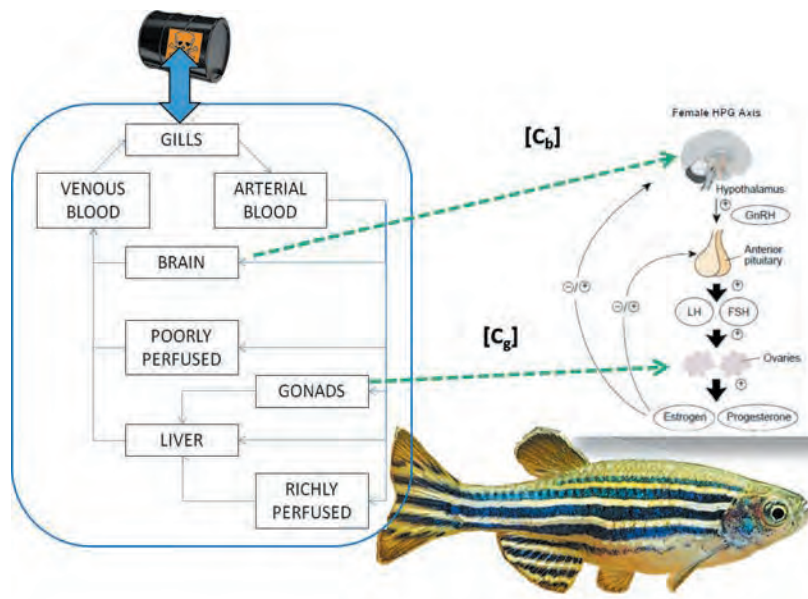 GILLS
VENOUS
BLOOD
ARTERIAL
BLOOD
BRAIN
POORLY
PERFUSED
GONADS
LIVER
RICHLY
PERFUSED
[Cb]
[Cg]
Female HPG Axis
Hypothalamus
+
GnRH
Anterior
pituitary
−/+
+
−/+
LH
FSH
+
Ovaries
+
Estrogen
Progesterone